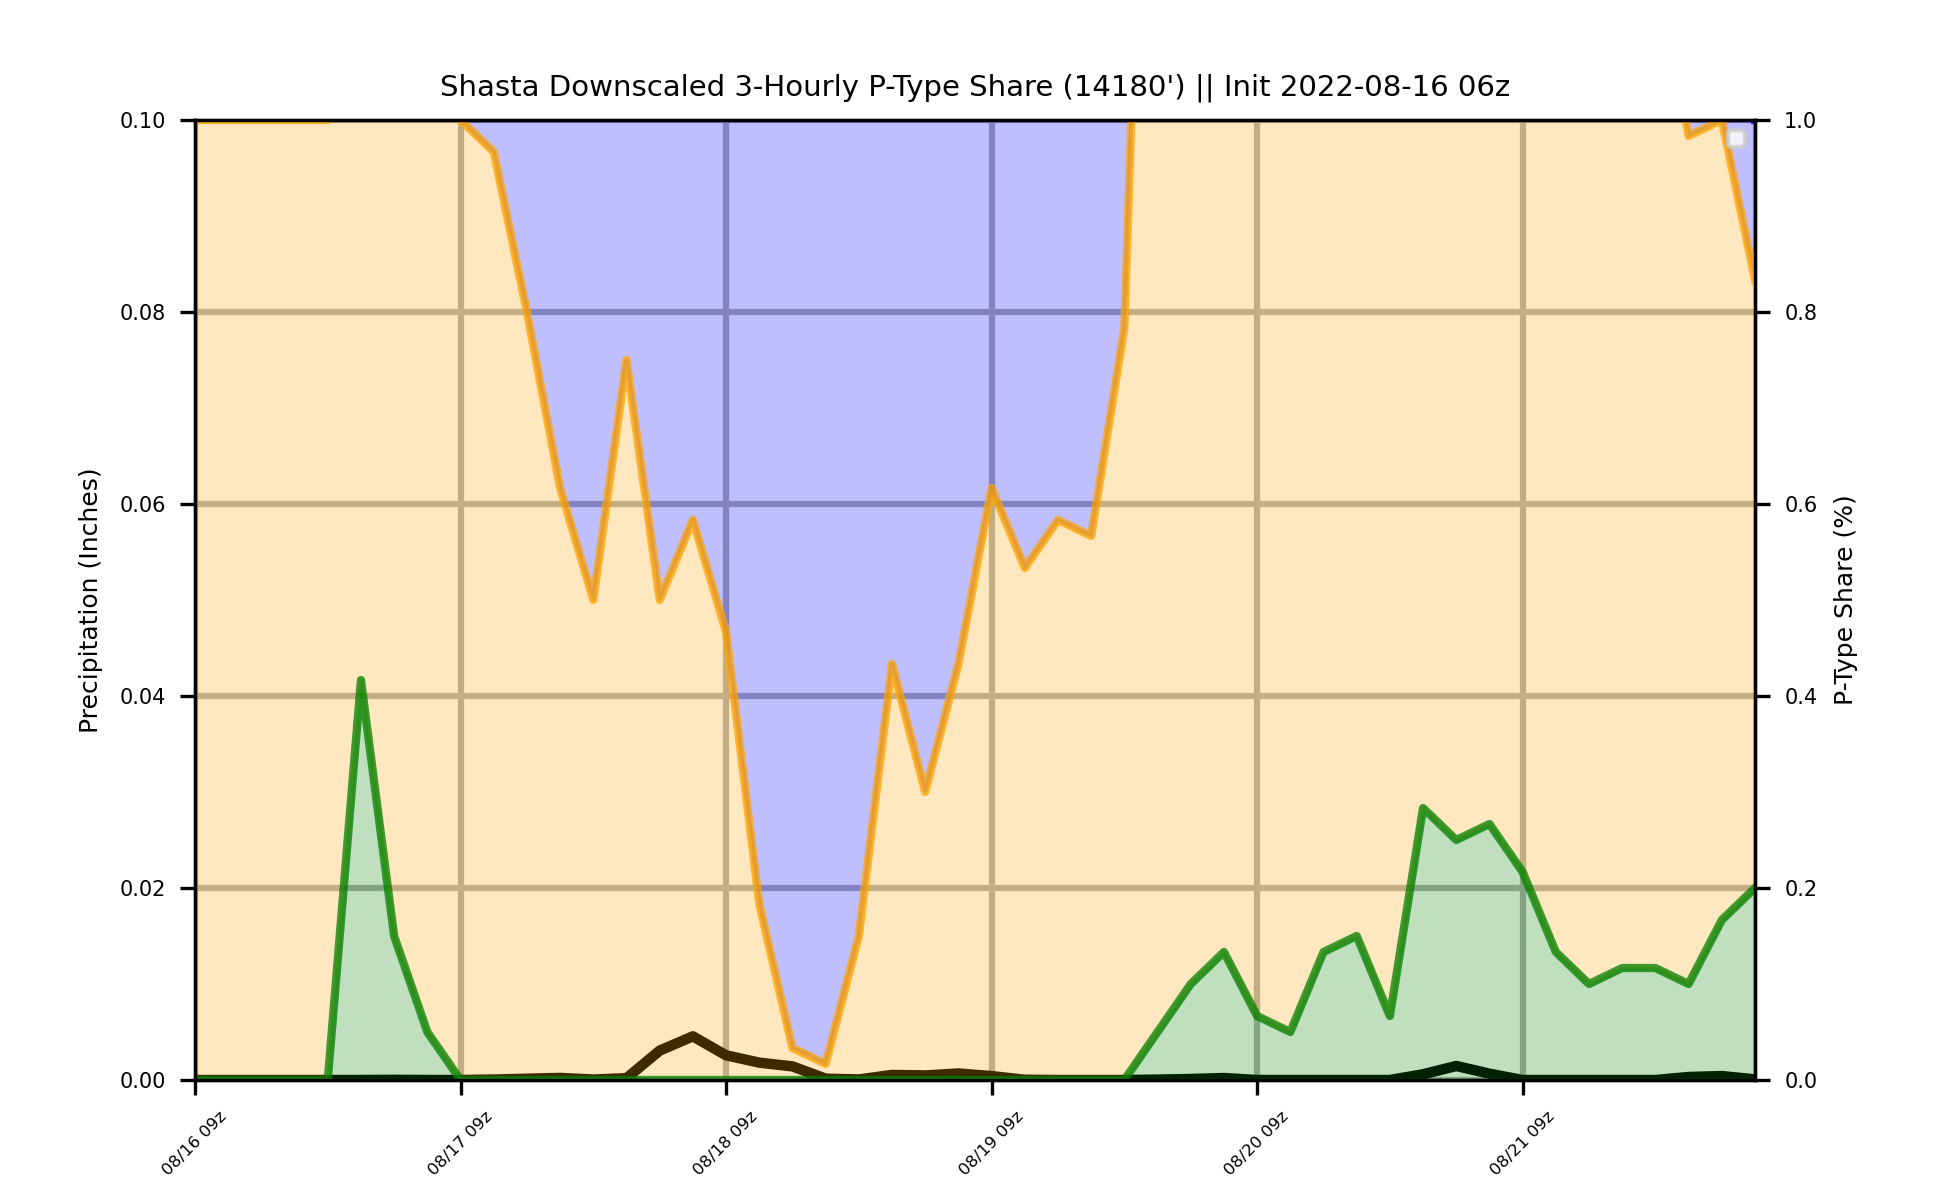 Shasta Downscaled 3-Hourly P-Type Share (14180') || Init 2022-08-16 06z
0.10
0.08
0.06
0.04
0.02
0.00
Precipitation (Inches)
1.0
0.8
0.6
0.4
0.2
0.0
P-Type Share (%)
08/16 09z
08/17 09z
08/18 09z
08/19 09z
08/20 09z
08/21 09z